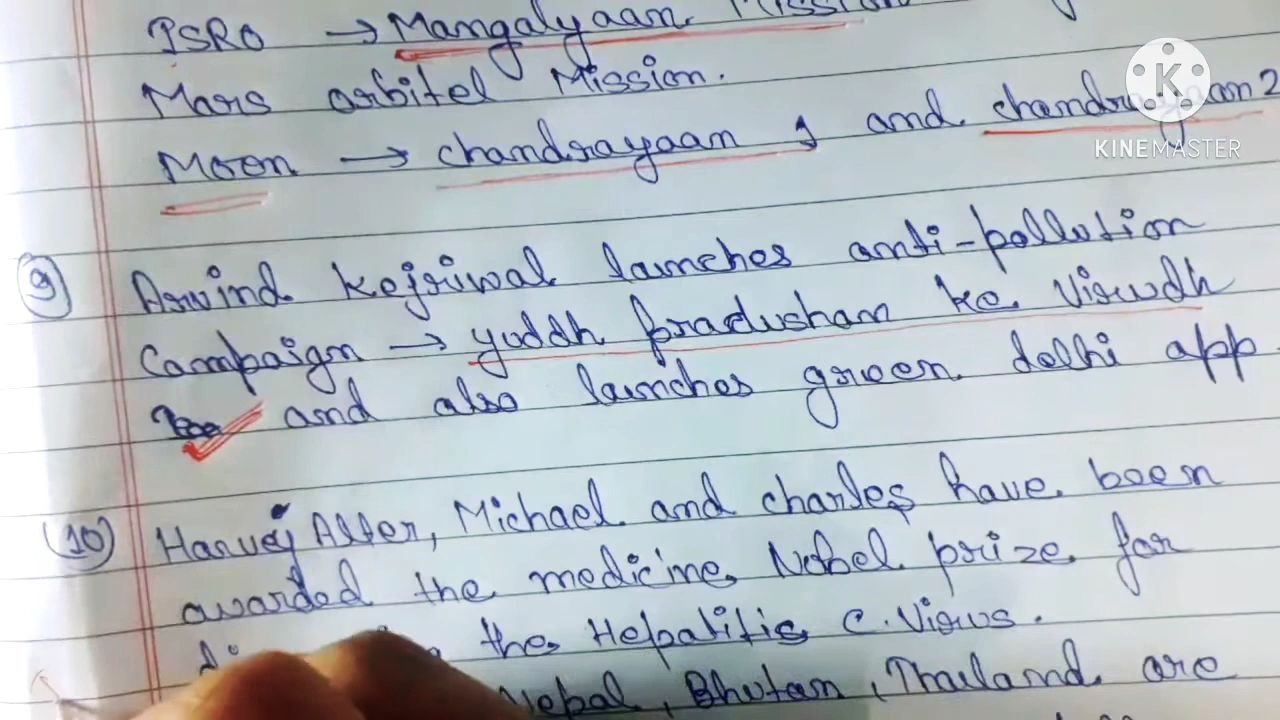 ISRO → Mangalyaan Mission
Mars orbitel Mission.
Moon → chandrayaan 1 and chandrayaan 2
KINEMASTER
(9) Arvind Kejriwal launches anti-pollution
Campaign → yuddh pradushan ke Virudh
and also launches green delhi app
(10) Harvey Alter, Michael and charles have been
awarded the medicine Nobel prize for
the Hepatitis C. Virus.
Nepal, Bhutan, Thailand are